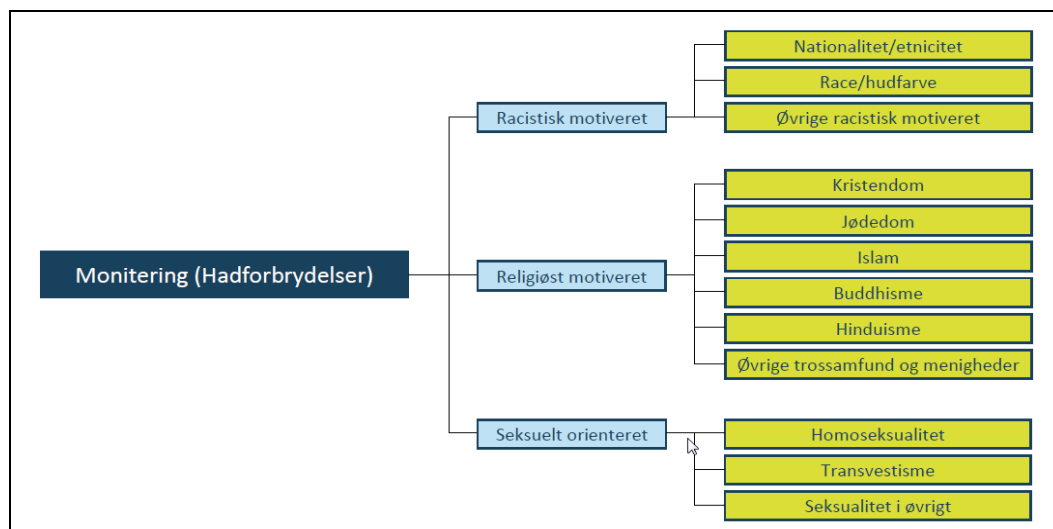 Monitering (Hadforbrydelser)
Racistisk motiveret
Nationalitet/etnicitet
Race/hudfarve
Øvrige racistisk motiveret
Religiøst motiveret
Kristendom
Jødedom
Islam
Buddhisme
Hinduisme
Øvrige trossamfund og menigheder
Seksuelt orienteret
Homoseksualitet
Transvestisme
Seksualitet i øvrigt